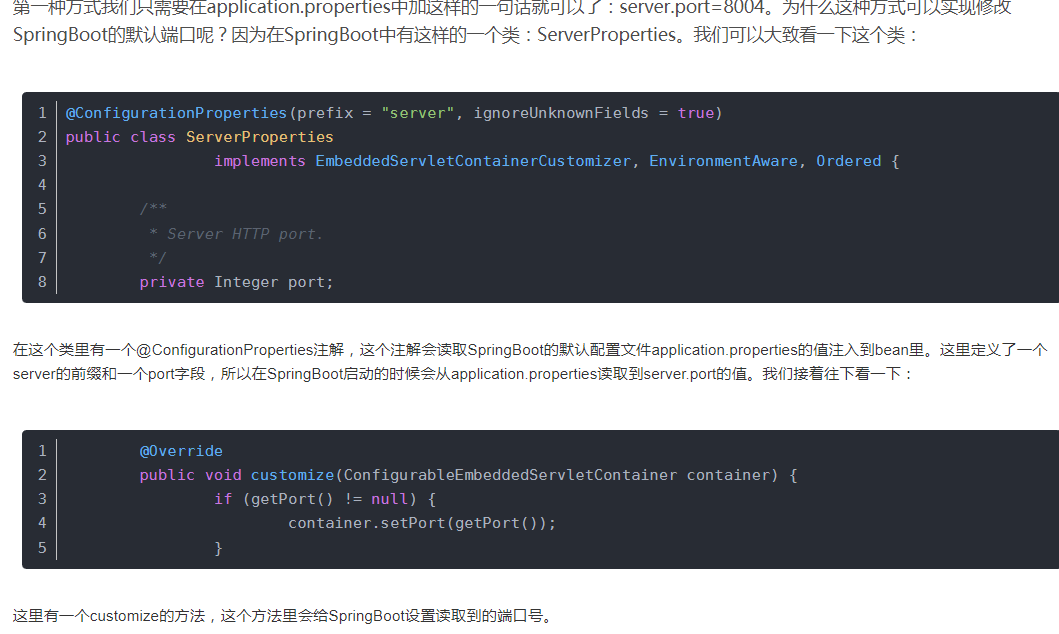 第一种方式我们只需要在application.properties中加这样的一句话就可以了：server.port=8004。为什么这种方式可以实现修改
SpringBoot的默认端口呢？因为在SpringBoot中有这样的一个类：ServerProperties。我们可以大致看一下这个类：
1 @ConfigurationProperties(prefix = "server", ignoreUnknownFields = true)
2 public class ServerProperties
3 implements EmbeddedServletContainerCustomizer, EnvironmentAware, Ordered {
4
5 /**
6 * Server HTTP port.
7 */
8 private Integer port;
在这个类里有一个@ConfigurationProperties注解，这个注解会读取SpringBoot的默认配置文件application.properties的值注入到bean里。这里定义了一个
server的前缀和一个port字段，所以在SpringBoot启动的时候会从application.properties读取到server.port的值。我们接着往下看一下：
1 @Override
2 public void customize(ConfigurableEmbeddedServletContainer container) {
3 if (getPort() != null) {
4 container.setPort(getPort());
5 }
这里有一个customize的方法，这个方法里会给SpringBoot设置读取到的端口号。